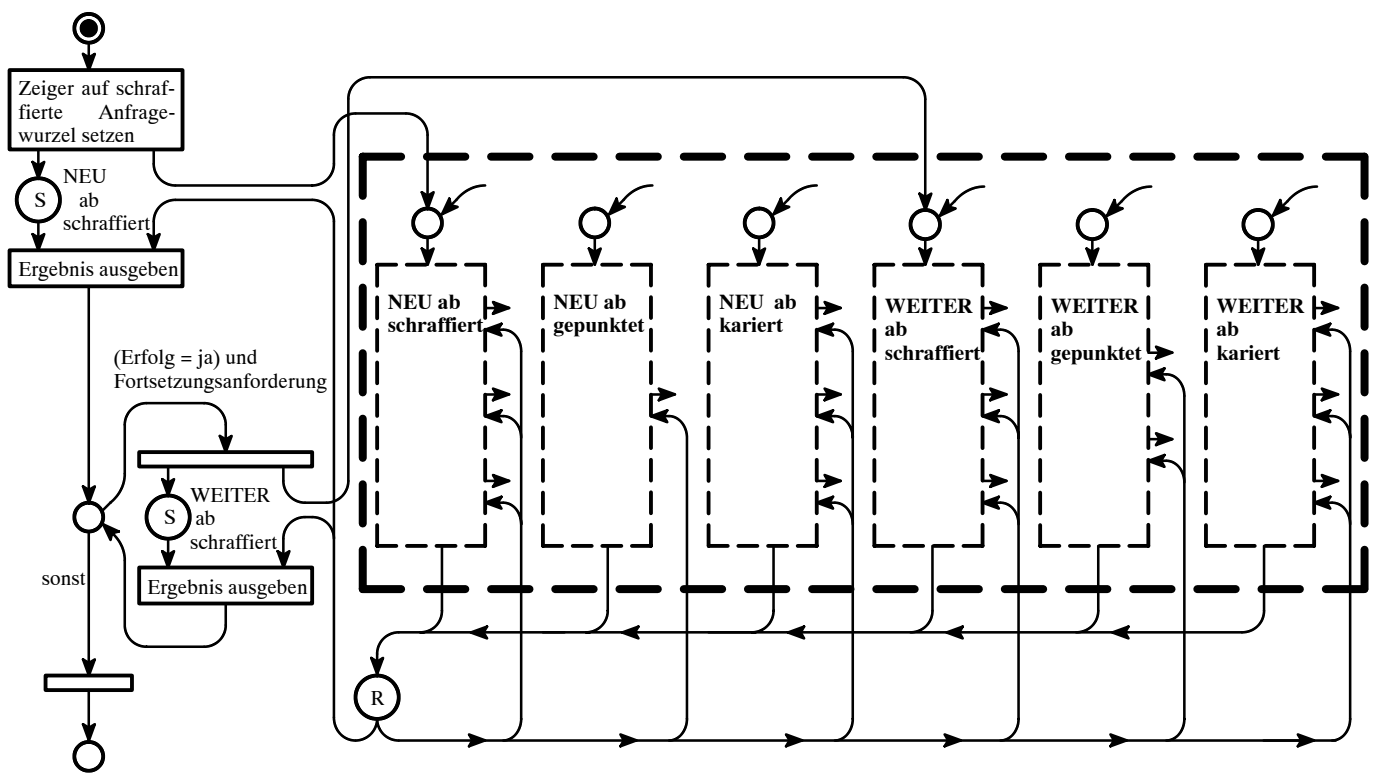 Zeiger auf schraf-
fierte Anfrage-
wurzel setzen
S
NEU
ab
schraffiert
Ergebnis ausgeben
(Erfolg = ja) und
Fortsetzungsanforderung
S
WEITER
ab
schraffiert
Ergebnis ausgeben
sonst
NEU ab
schraffiert
NEU ab
gepunktet
NEU ab
kariert
WEITER
ab
schraffiert
WEITER
ab
gepunktet
WEITER
ab
kariert
R